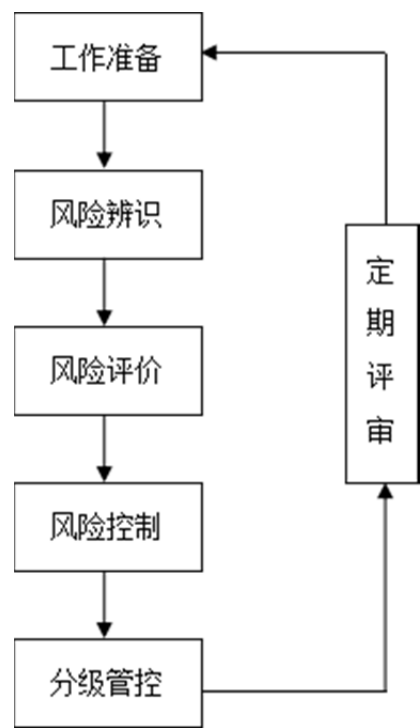 工作准备
风险辨识
风险评价
风险控制
分级管控
定期评审